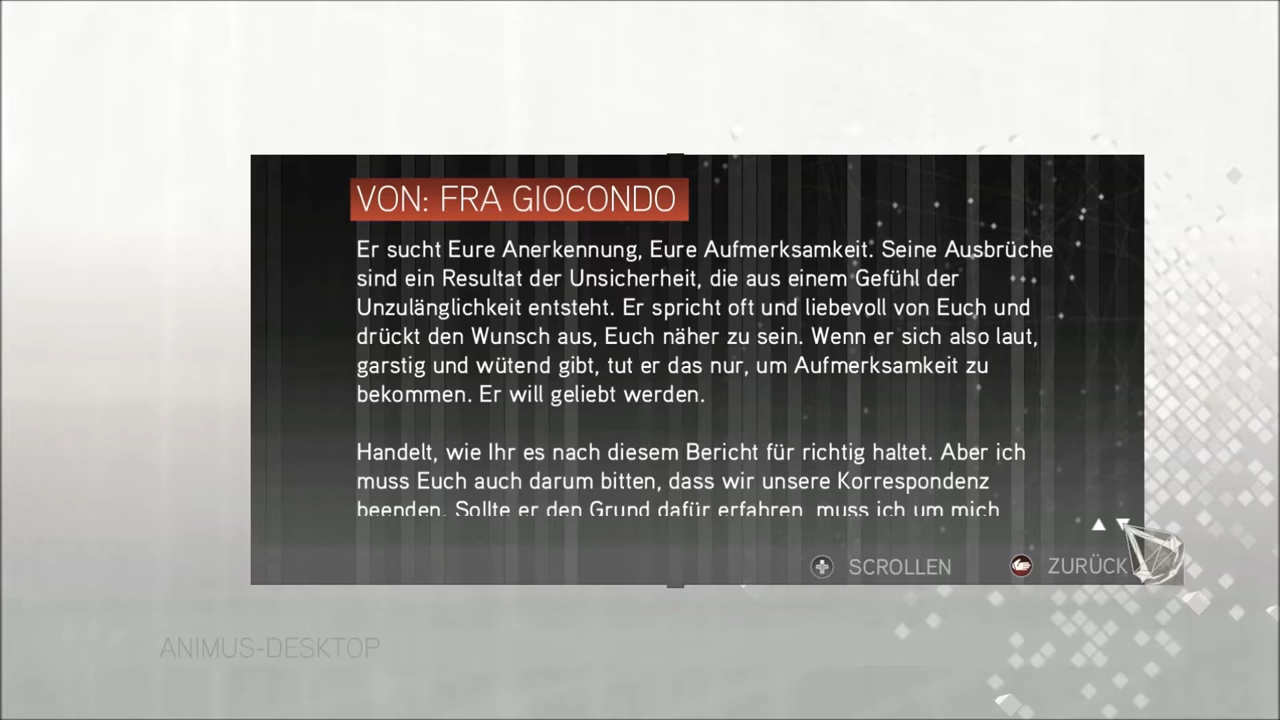 VON: FRA GIOCONDO
Er sucht Eure Anerkennung, Eure Aufmerksamkeit. Seine Ausbrüche
sind ein Resultat der Unsicherheit, die aus einem Gefühl der
Unzulänglichkeit entsteht. Er spricht oft und liebevoll von Euch und
drückt den Wunsch aus, Euch näher zu sein. Wenn er sich also laut,
garstig und wütend gibt, tut er das nur, um Aufmerksamkeit zu
bekommen. Er will geliebt werden.
Handelt, wie Ihr es nach diesem Bericht für richtig haltet. Aber ich
muss Euch auch darum bitten, dass wir unsere Korrespondenz
beenden. Sollte er den Grund dafür erfahren, muss ich um mich
SCROLLEN
ZURÜCK
ANIMUS-DESKTOP